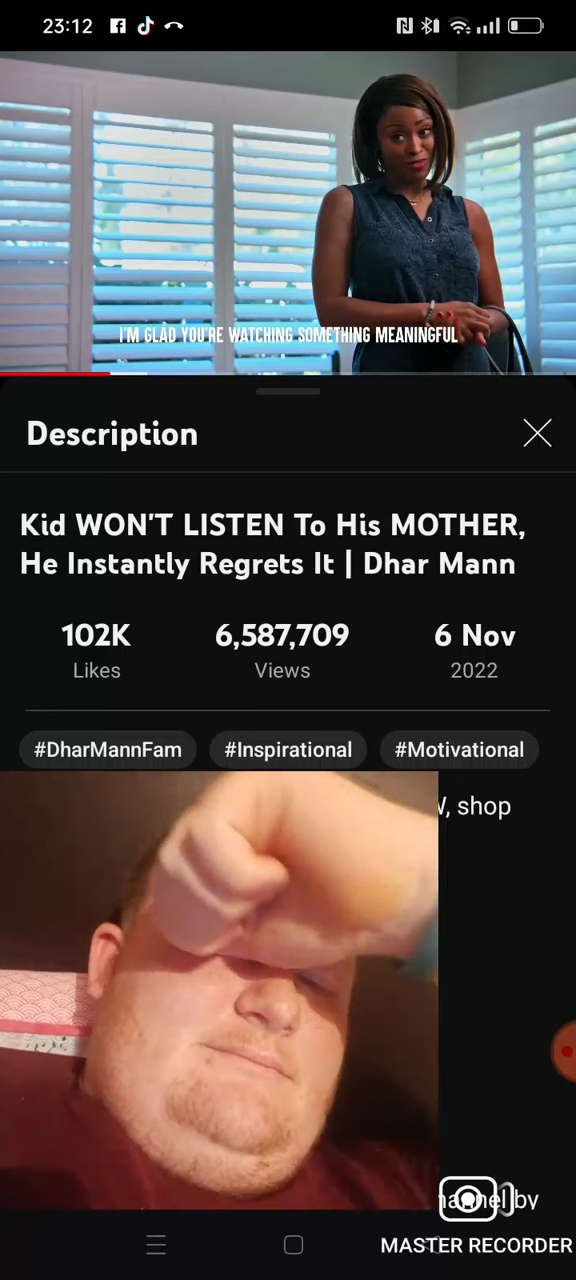 23:12
I'M GLAD YOU'RE WATCHING SOMETHING MEANINGFUL
Description
Kid WON'T LISTEN To His MOTHER,
He Instantly Regrets It | Dhar Mann
102K 6,587,709 6 Nov
Likes Views 2022
#DharMannFam #Inspirational #Motivational
shop
by
MASTER RECORDER